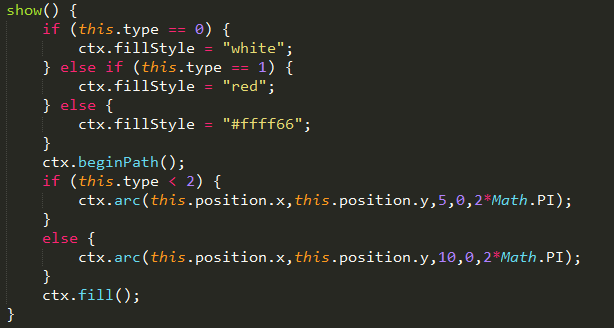 show() {
if (this.type == 0) {
ctx.fillStyle = "white";
} else if (this.type == 1) {
ctx.fillStyle = "red";
} else {
ctx.fillStyle = "#ffff66";
}
ctx.beginPath();
if (this.type < 2) {
ctx.arc(this.position.x,this.position.y,5,0,2*Math.PI);
}
else {
ctx.arc(this.position.x,this.position.y,10,0,2*Math.PI);
}
ctx.fill();
}